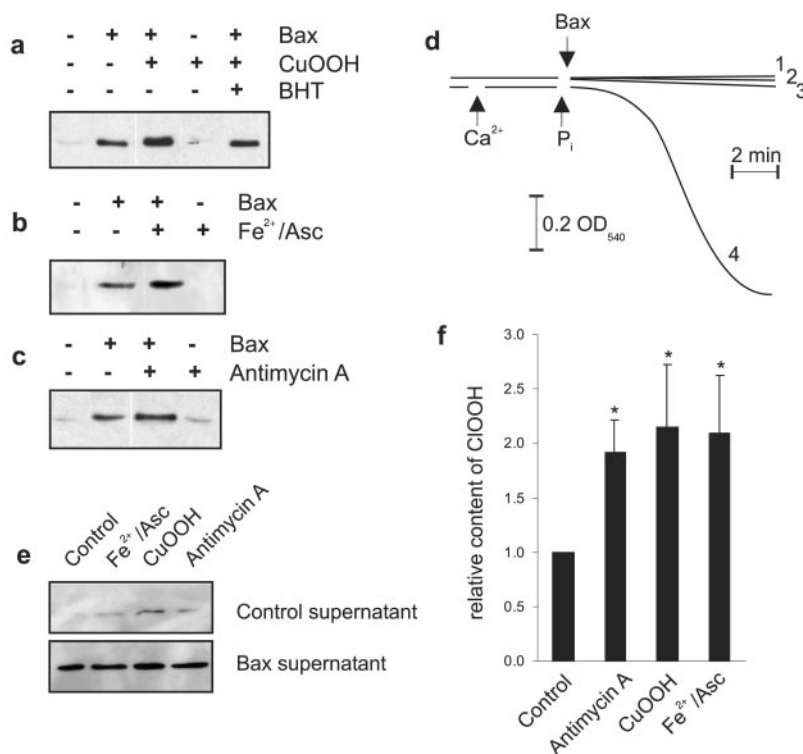 a
- + + - + Bax
- - + + + CuOOH
- - - - + BHT
b
- + + - Bax
- - + + Fe²⁺/Asc
c
- + + - Bax
- - + + Antimycin A
d
Bax
1
2
3
Ca²⁺
Pᵢ
2 min
0.2 OD₅₄₀
4
e
Control
Fe²⁺/Asc
CuOOH
Antimycin A
Control supernatant
Bax supernatant
f
relative content of ClOOH
3.0
2.5
2.0
1.5
1.0
0.5
0.0
* * *
Control
Antimycin A
CuOOH
Fe²⁺/Asc